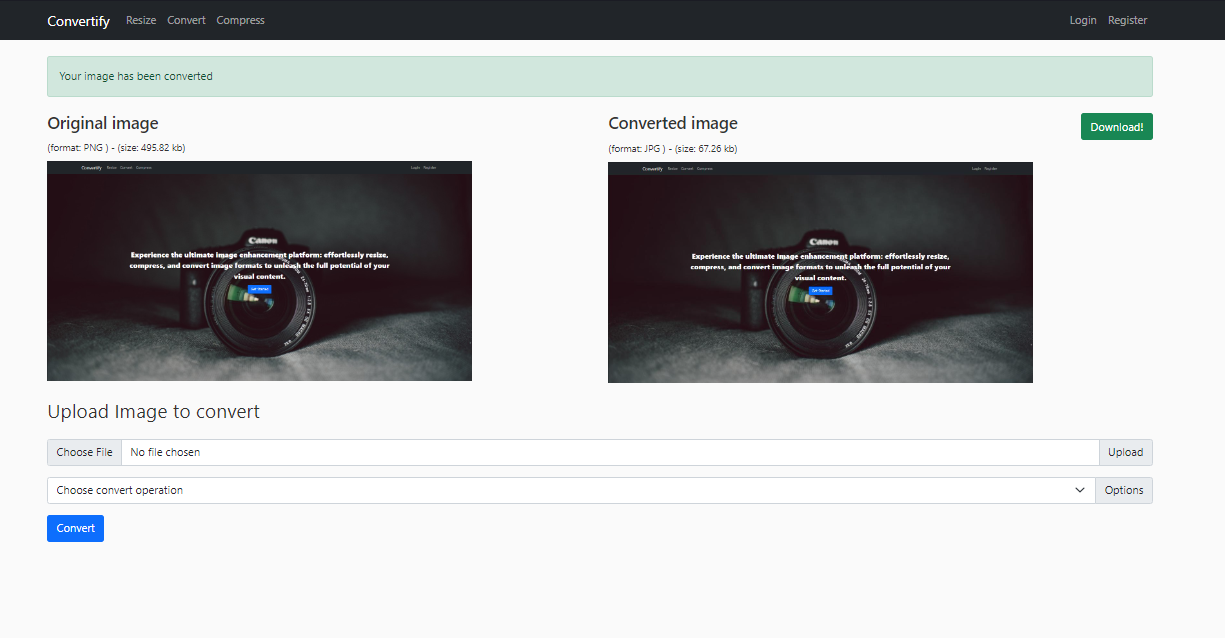 Convertify Resize Convert Compress Login Register
Your image has been converted
Original image
(format: PNG ) - (size: 495.82 kb)
Converted image
(format: JPG ) - (size: 67.26 kb)
Download!
Convertify Resize Convert Compress Login Register
Canon
Experience the ultimate image enhancement platform: effortlessly resize,
compress, and convert image formats to unleash the full potential of your
visual content.
Get Started
Convertify Resize Convert Compress Login Register
Canon
Experience the ultimate image enhancement platform: effortlessly resize,
compress, and convert image formats to unleash the full potential of your
visual content.
Get Started
Upload Image to convert
Choose File No file chosen Upload
Choose convert operation Options
Convert